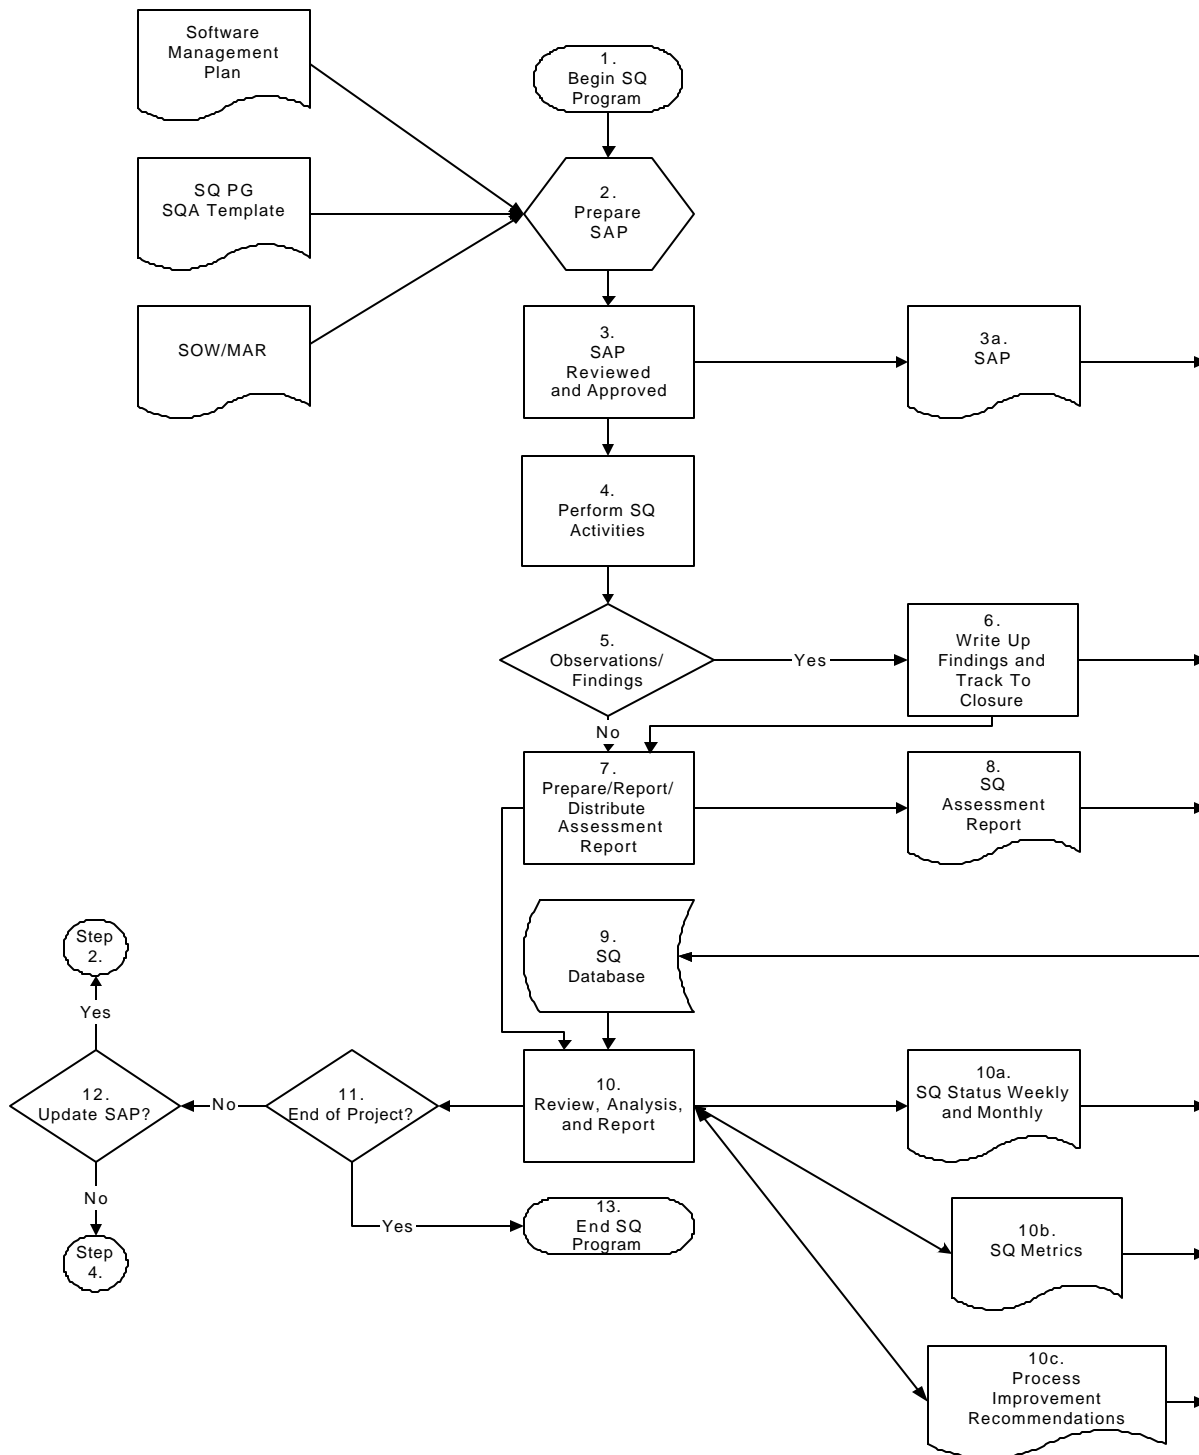 Software
Management
Plan
1.
Begin SQ
Program
SQ PG
SQA Template
2.
Prepare
SAP
SOW/MAR
3.
SAP
Reviewed
and Approved
3a.
SAP
4.
Perform SQ
Activities
5.
Observations/
Findings
Yes
6.
Write Up
Findings and
Track To
Closure
No
7.
Prepare/Report/
Distribute
Assessment
Report
8.
SQ
Assessment
Report
9.
SQ
Database
Step
2.
Yes
12.
Update SAP?
No
11.
End of Project?
10.
Review, Analysis,
and Report
10a.
SQ Status Weekly
and Monthly
No
Step
4.
Yes
13.
End SQ
Program
10b.
SQ Metrics
10c.
Process
Improvement
Recommendations